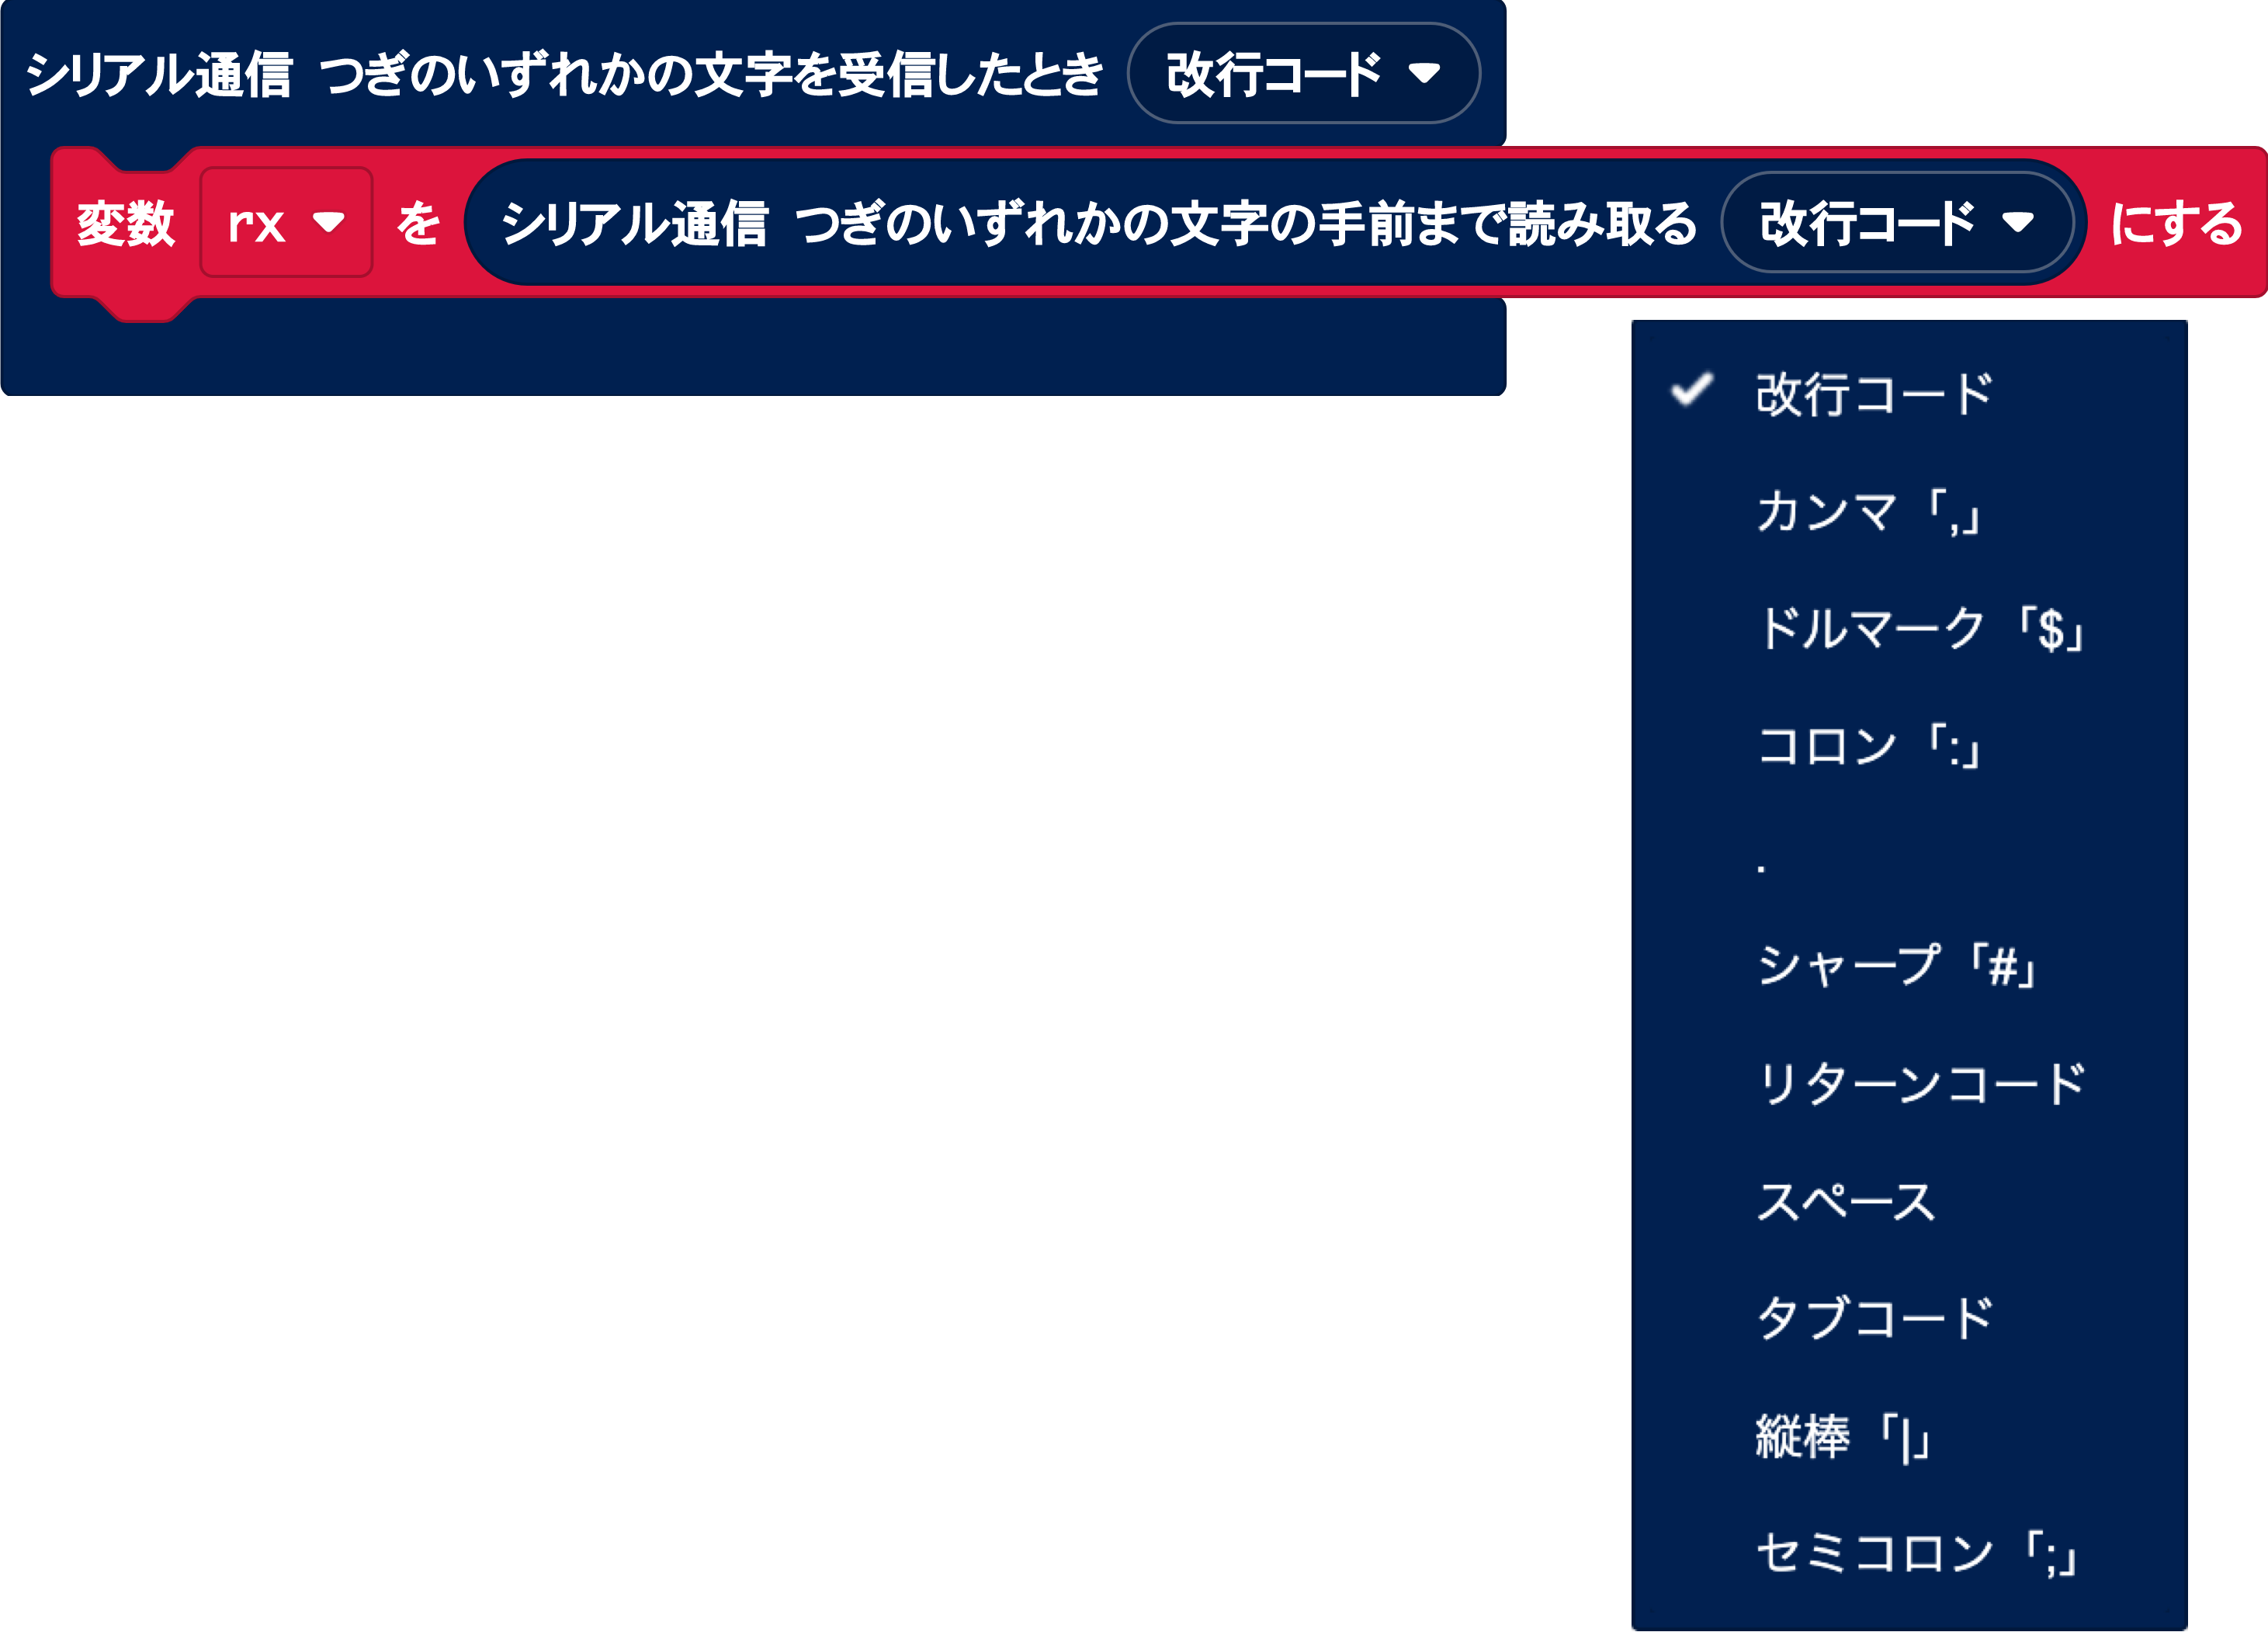 シリアル通信 つぎのいずれかの文字を受信したとき 改行コード
変数 rx を シリアル通信 つぎのいずれかの文字の手前まで読み取る 改行コード にする
改行コード
カンマ「,」
ドルマーク「$」
コロン「:」
.
シャープ「#」
リターンコード
スペース
タブコード
縦棒「|」
セミコロン「;」